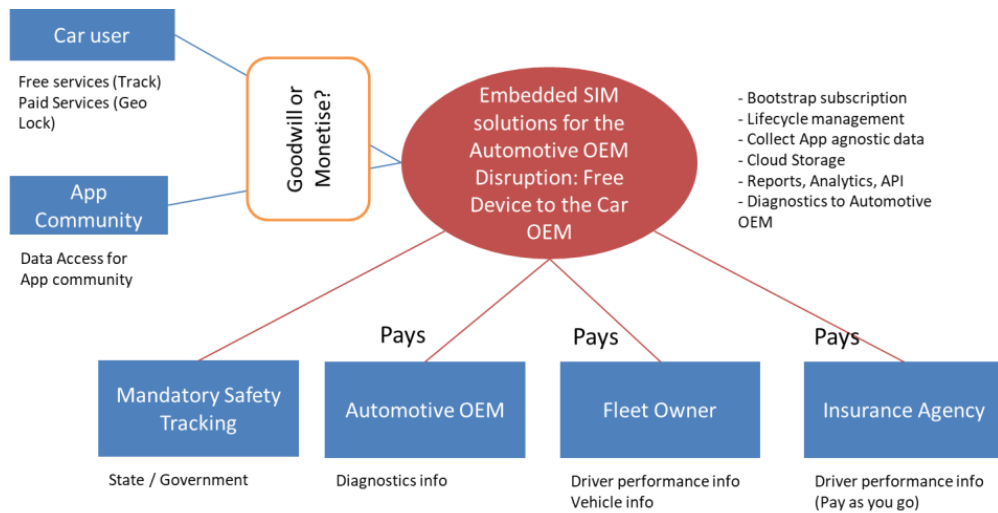 Car user
Free services (Track)
Paid Services (Geo
Lock)
App
Community
Data Access for
App community
Goodwill or
Monetise?
Embedded SIM
solutions for the
Automotive OEM
Disruption: Free
Device to the Car
OEM
- Bootstrap subscription
- Lifecycle management
- Collect App agnostic data
- Cloud Storage
- Reports, Analytics, API
- Diagnostics to Automotive
OEM
Pays
Pays
Pays
Mandatory Safety
Tracking
State / Government
Automotive OEM
Diagnostics info
Fleet Owner
Driver performance info
Vehicle info
Insurance Agency
Driver performance info
(Pay as you go)